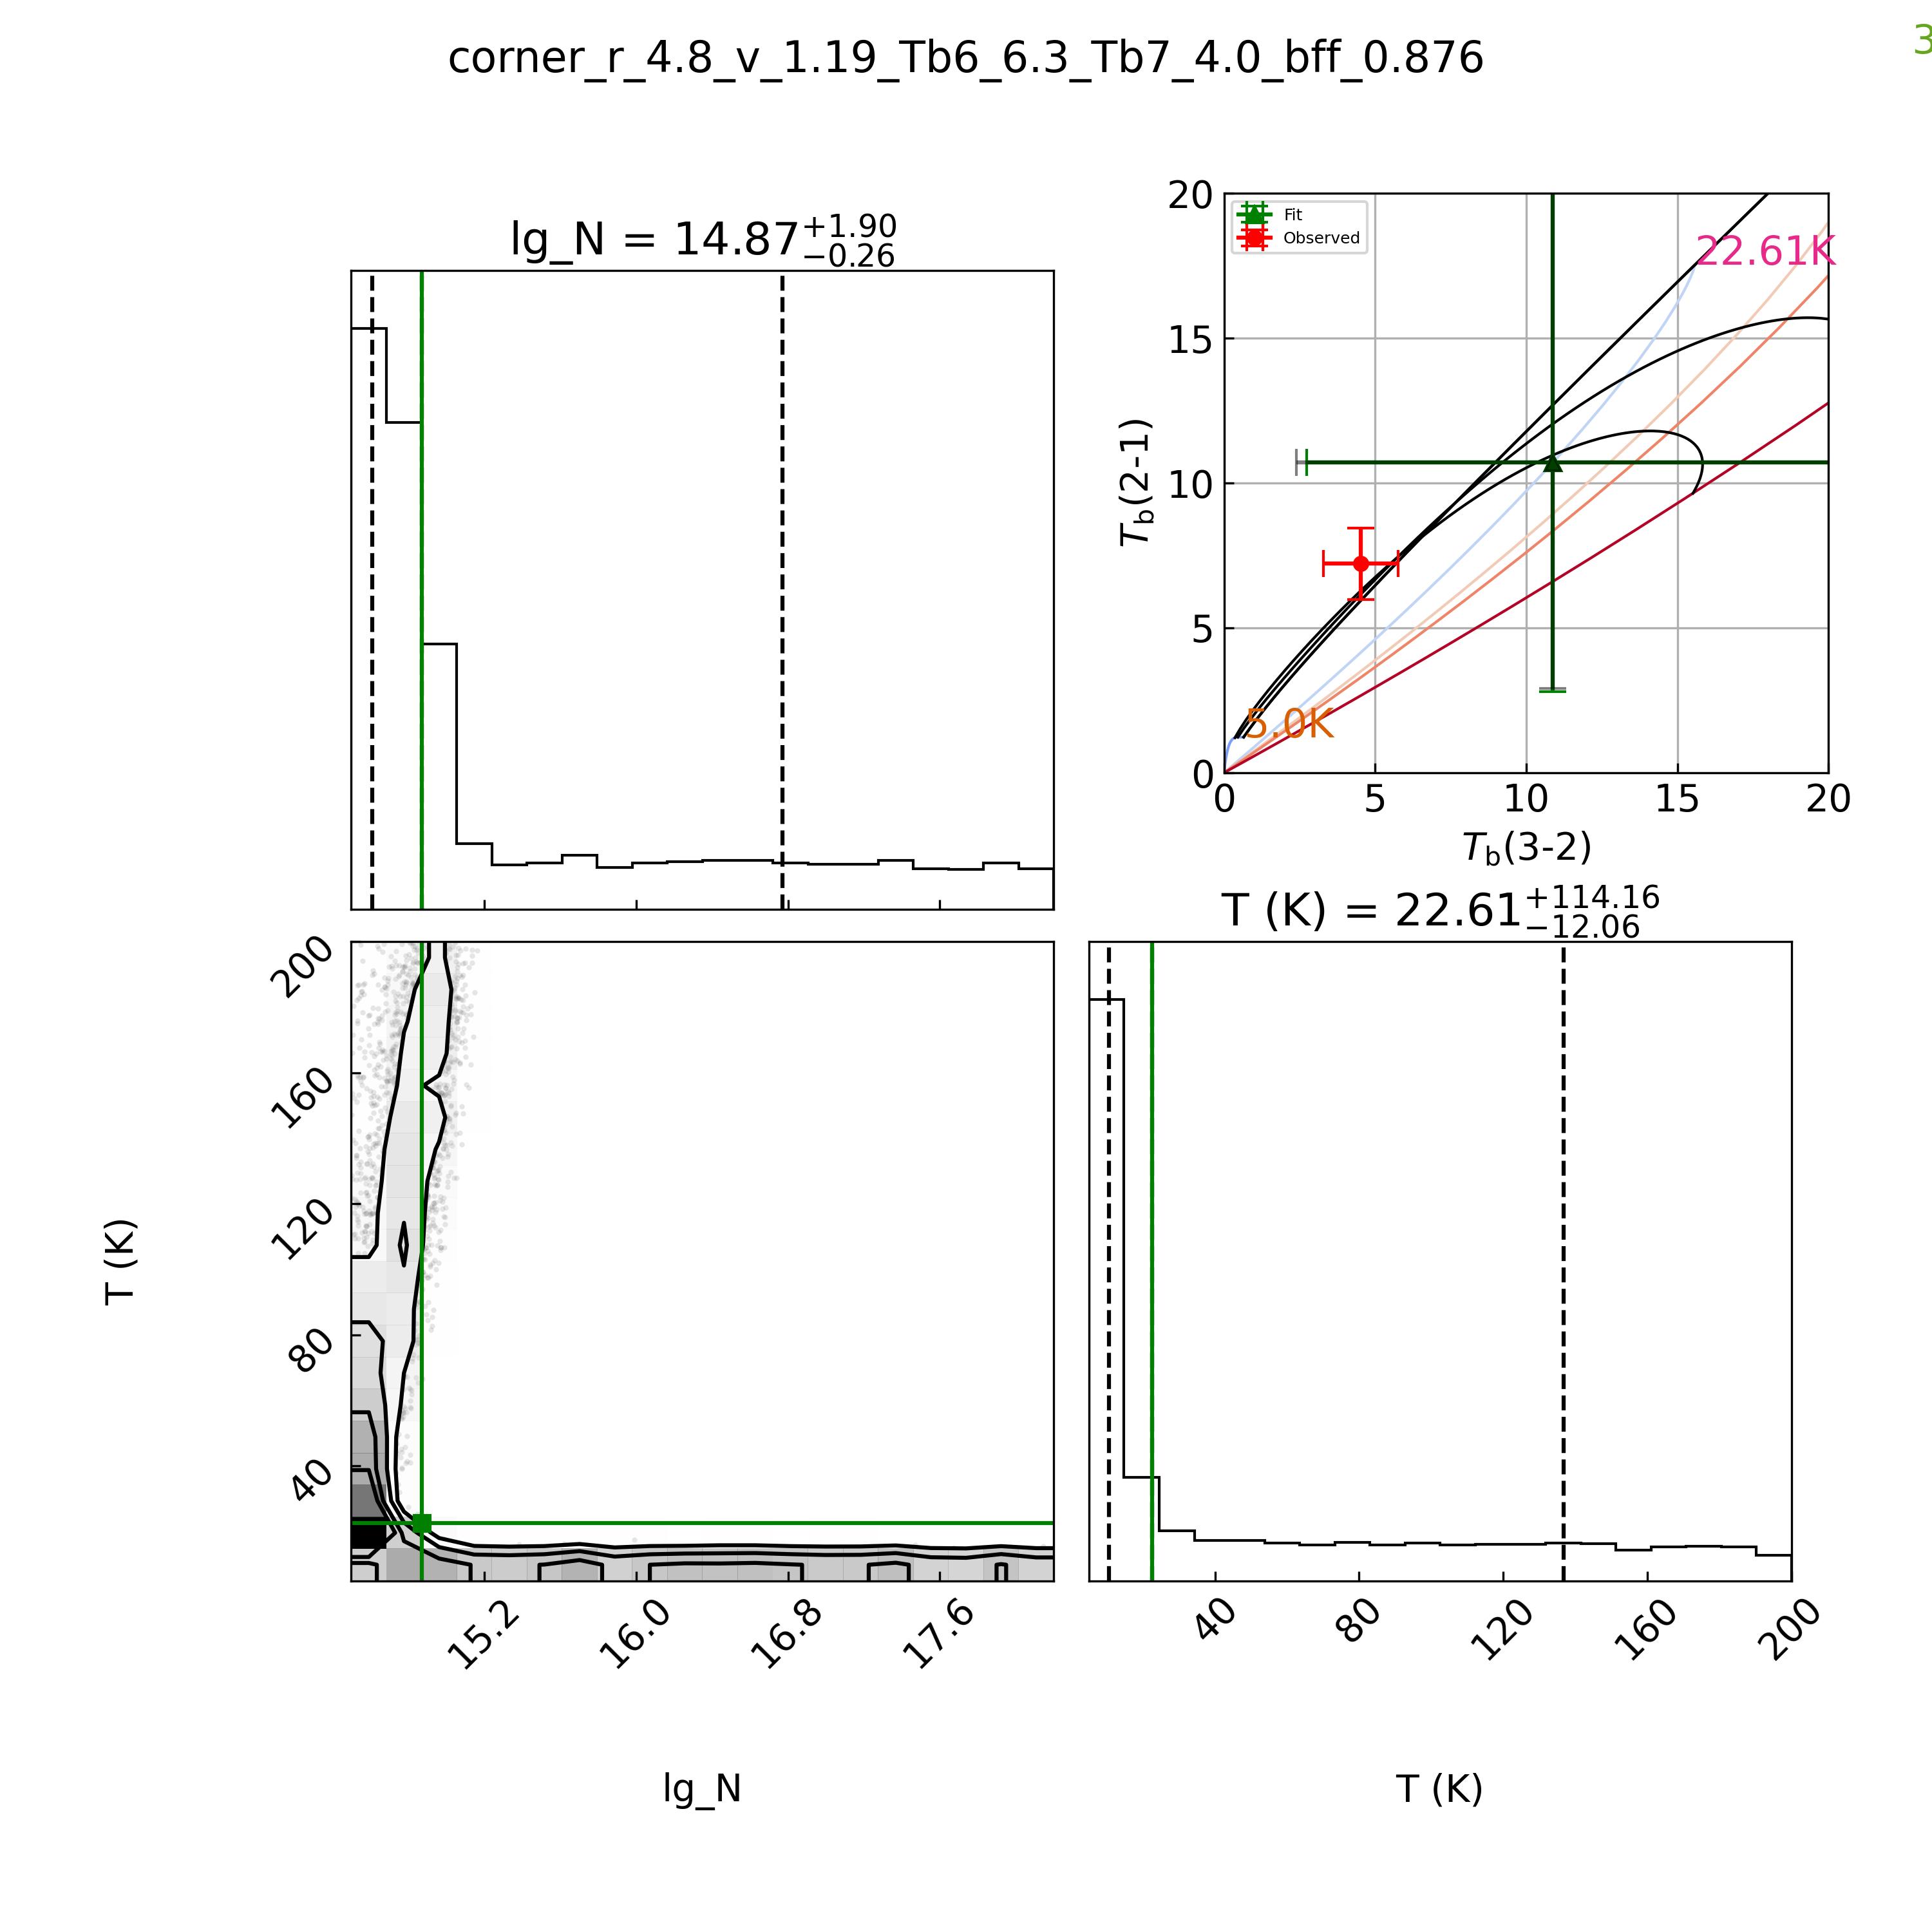 3
corner_r_4.8_v_1.19_Tb6_6.3_Tb7_4.0_bff_0.876
lg_N = 14.87+1.90−0.26
20
15
10
5
0
T_b(2-1)
Fit
Observed
22.61K
5.0K
0 5 10 15 20
T_b(3-2)
T (K) = 22.61+114.16−12.06
200
160
120
80
40
T (K)
15.2 16.0 16.8 17.6
lg_N
40 80 120 160 200
T (K)